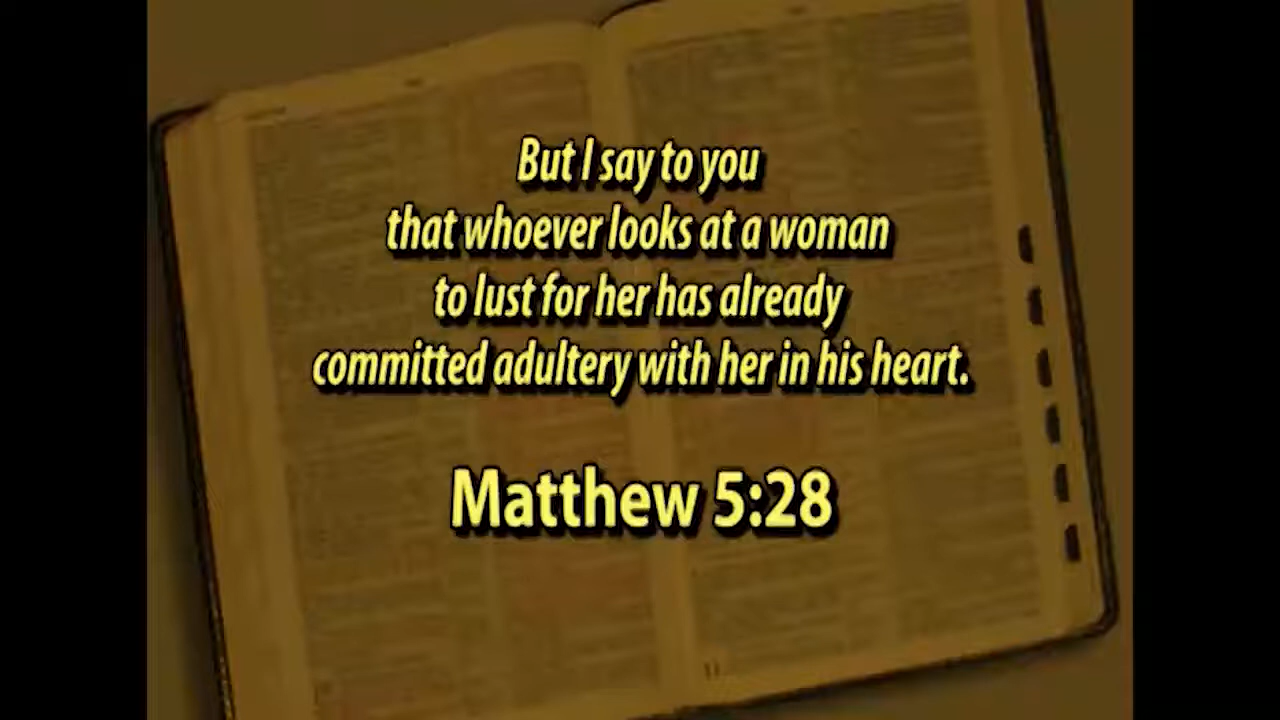 But I say to you
that whoever looks at a woman
to lust for her has already
committed adultery with her in his heart.
Matthew 5:28